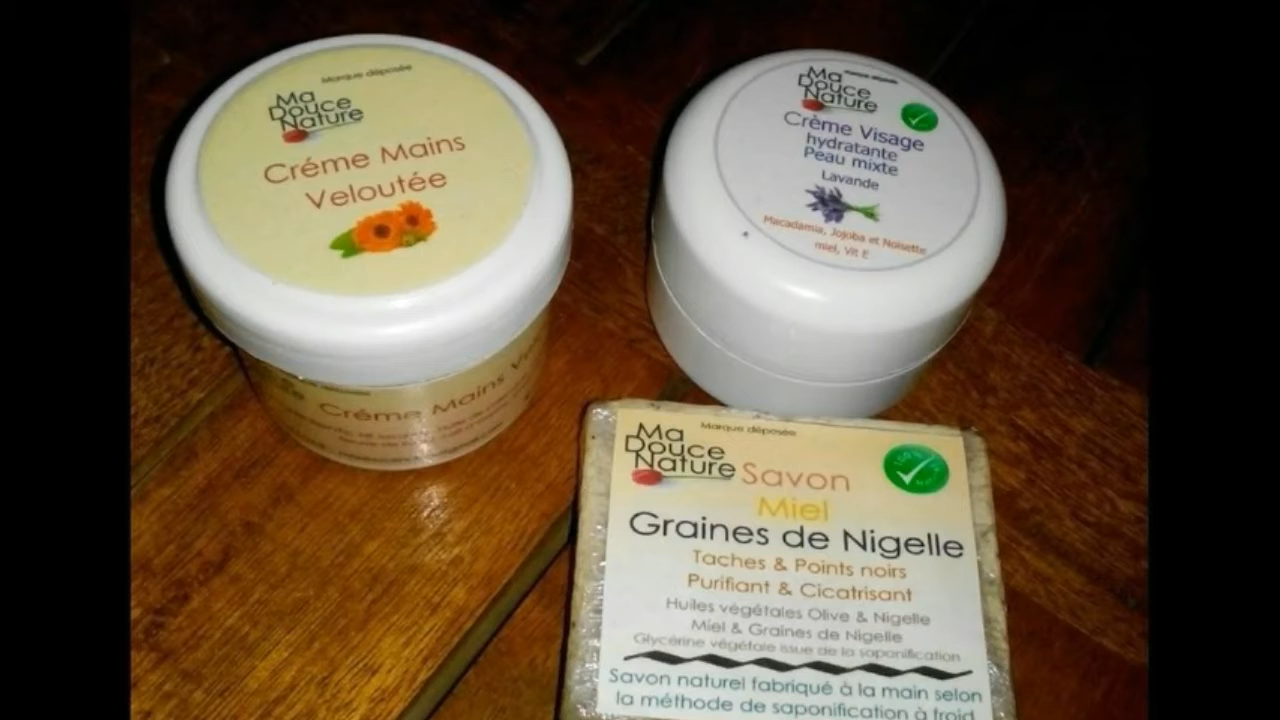 Marque déposée
Ma
Douce
Nature
Créme Mains
Veloutée
Créme Mains
Marque déposée
Ma
Douce
Nature
Crème Visage
hydratante
Peau mixte
Lavande
Macadamia, Jojoba et Noisette
miel, Vit E
Marque déposée
Ma
Douce
Nature
Savon
Miel
Graines de Nigelle
Taches & Points noirs
Purifiant & Cicatrisant
Huiles végétales Olive & Nigelle
Miel & Graines de Nigelle
Glycérine végétale issue de la saponification
Savon naturel fabriqué à la main selon
la méthode de saponification à froid